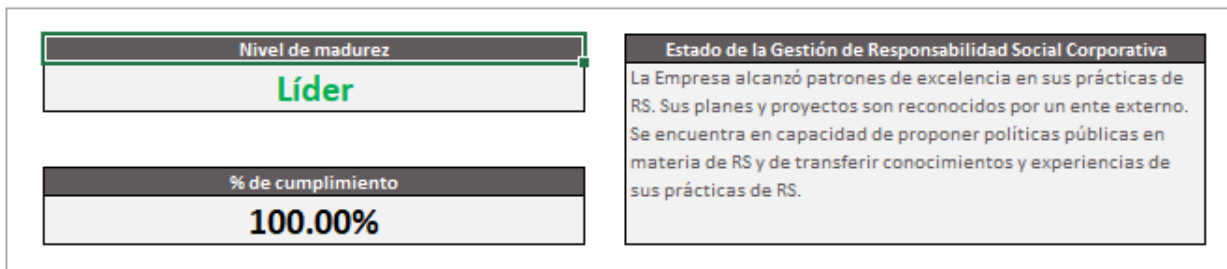 Nivel de madurez
Líder
% de cumplimiento
100.00%
Estado de la Gestión de Responsabilidad Social Corporativa
La Empresa alcanzó patrones de excelencia en sus prácticas de
RS. Sus planes y proyectos son reconocidos por un ente externo.
Se encuentra en capacidad de proponer políticas públicas en
materia de RS y de transferir conocimientos y experiencias de
sus prácticas de RS.